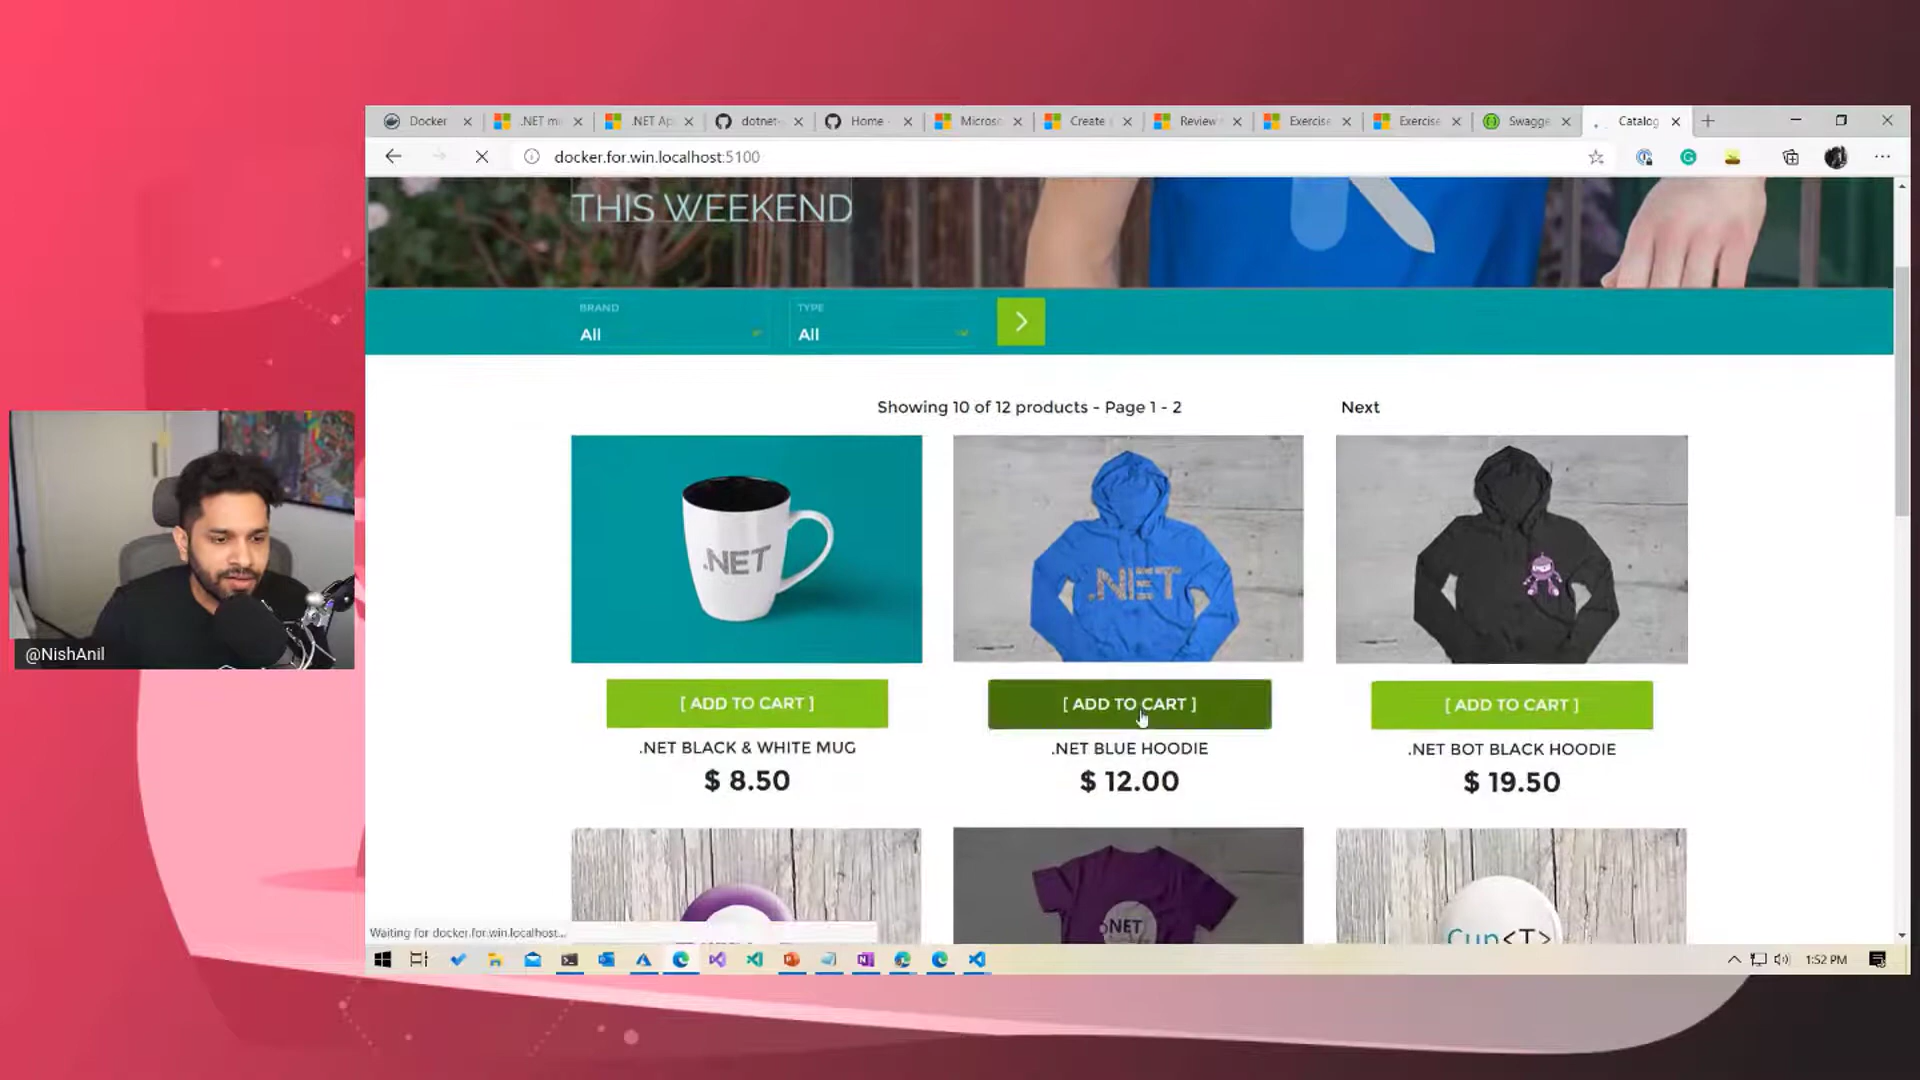 Docker
.NET mi
.NET Ap
dotnet-
Home -
Micros
Create
Review
Exercise
Exercise
Swagge
Catalog
docker.for.win.localhost:5100
THIS WEEKEND
BRAND
All
TYPE
All
Showing 10 of 12 products - Page 1 - 2
Next
.NET
.NET
[ ADD TO CART ]
[ ADD TO CART ]
[ ADD TO CART ]
.NET BLACK & WHITE MUG
.NET BLUE HOODIE
.NET BOT BLACK HOODIE
$ 8.50
$ 12.00
$ 19.50
@NishAnil
.NET
Cup<T>
Waiting for docker.for.win.localhost...
1:52 PM